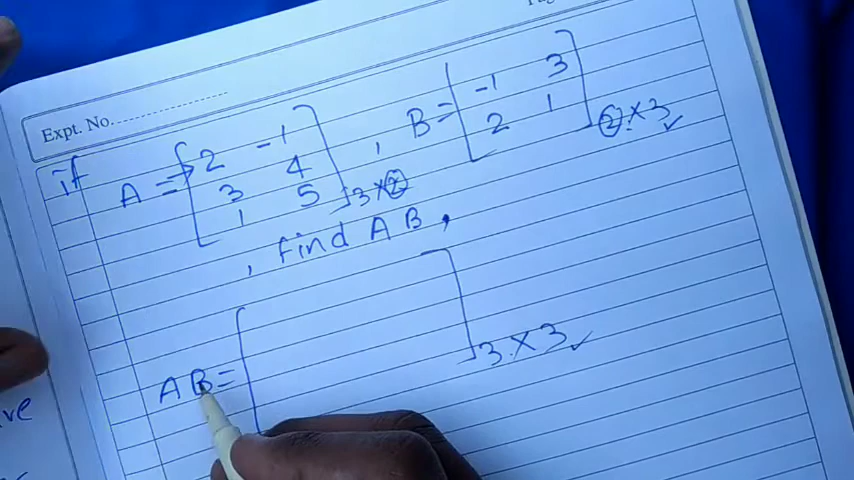 Expt. No.
if A = [2 -1 3 4 1 5] 3×2, B = [-1 3 2 1] 2×3
, find AB,
AB = [ ] 3×3
ve